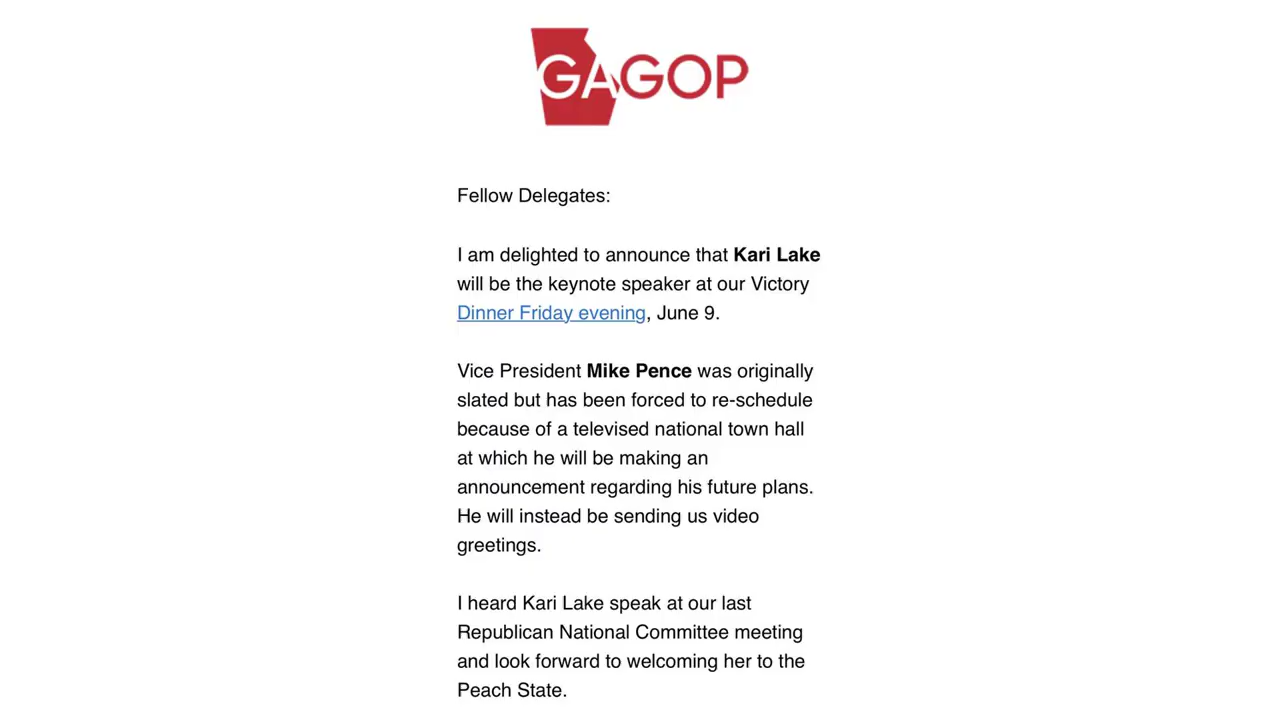 GAGOP
Fellow Delegates:
I am delighted to announce that Kari Lake
will be the keynote speaker at our Victory
Dinner Friday evening, June 9.
Vice President Mike Pence was originally
slated but has been forced to re-schedule
because of a televised national town hall
at which he will be making an
announcement regarding his future plans.
He will instead be sending us video
greetings.
I heard Kari Lake speak at our last
Republican National Committee meeting
and look forward to welcoming her to the
Peach State.